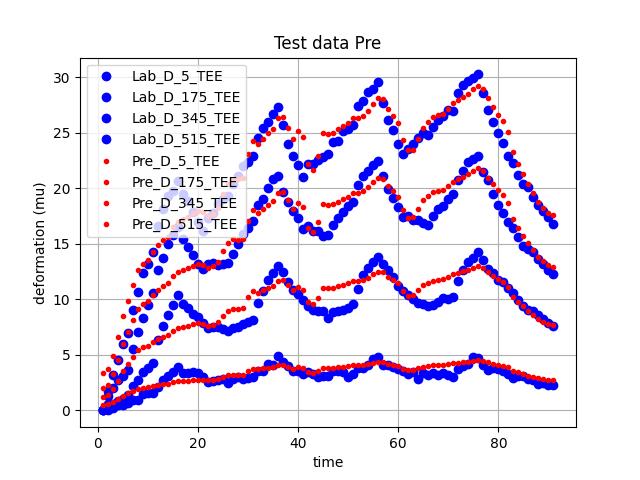 Test data Pre
deformation (mu)
30
25
20
15
10
5
0
Lab_D_5_TEE
Lab_D_175_TEE
Lab_D_345_TEE
Lab_D_515_TEE
Pre_D_5_TEE
Pre_D_175_TEE
Pre_D_345_TEE
Pre_D_515_TEE
0 20 40 60 80
time